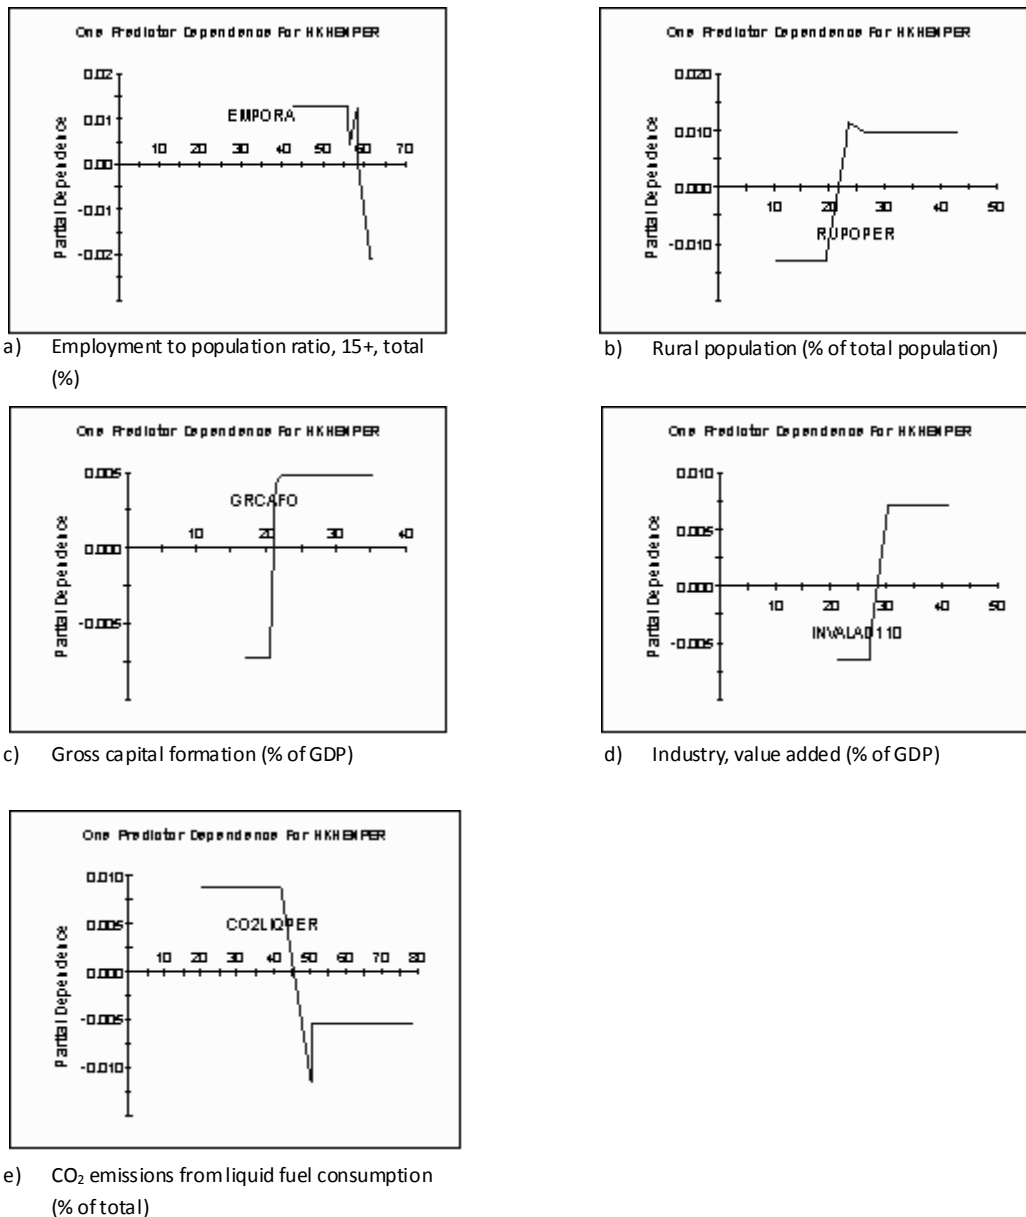 One Predictor Dependence For HKHEMPER
0.02
0.01
0.00
-0.01
-0.02
Partial Dependence
EMPORA
10 20 30 40 50 60 70
a) Employment to population ratio, 15+, total
(%)
One Predictor Dependence For HKHEMPER
0.020
0.010
0.000
-0.010
Partial Dependence
10 20 30 40 50
RUPOPER
b) Rural population (% of total population)
One Predictor Dependence For HKHEMPER
0.005
0.000
-0.005
Partial Dependence
GRCAFO
10 20 30 40
c) Gross capital formation (% of GDP)
One Predictor Dependence For HKHEMPER
0.010
0.005
0.000
-0.005
Partial Dependence
10 20 30 40 50
INVALAD110
d) Industry, value added (% of GDP)
One Predictor Dependence For HKHEMPER
0.010
0.005
0.000
-0.005
-0.010
Partial Dependence
CO2LIQPER
10 20 30 40 50 60 70 80
e) CO₂ emissions from liquid fuel consumption
(% of total)